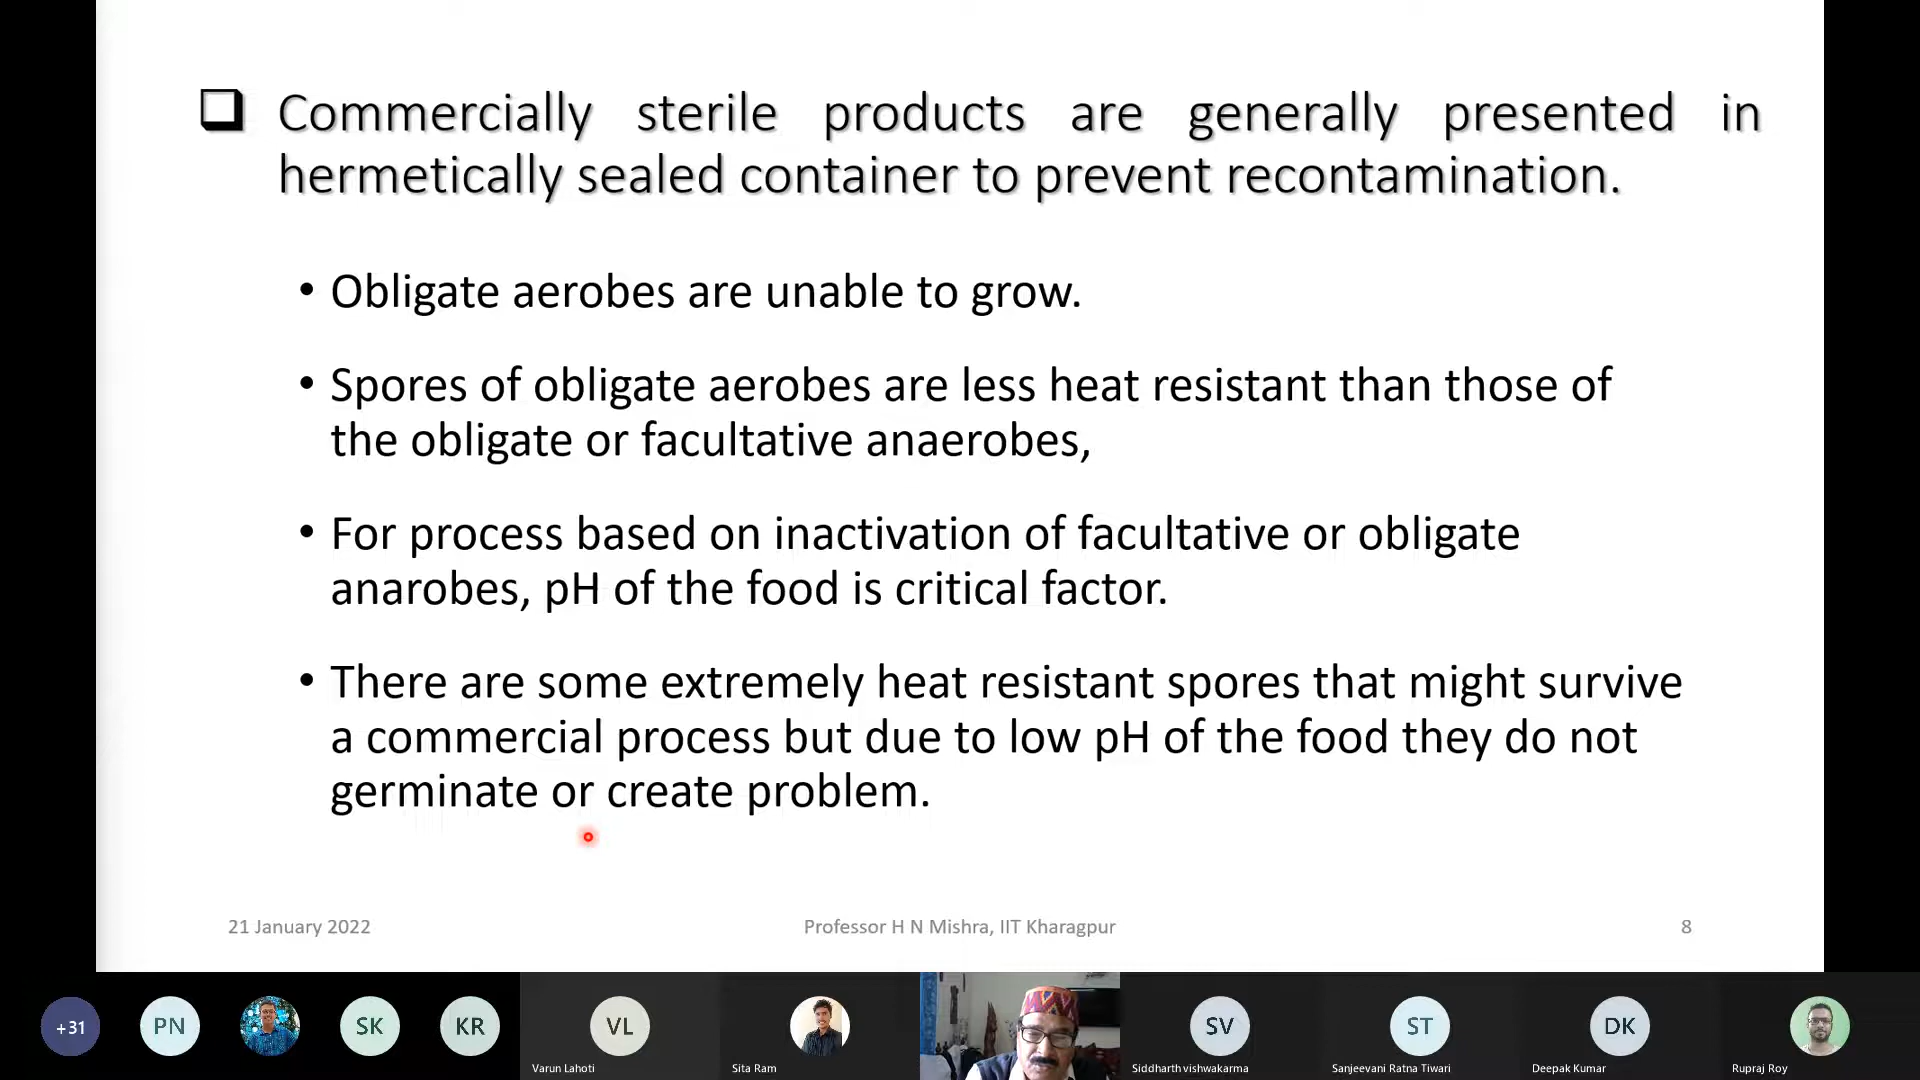 Commercially sterile products are generally presented in
hermetically sealed container to prevent recontamination.
• Obligate aerobes are unable to grow.
• Spores of obligate aerobes are less heat resistant than those of
the obligate or facultative anaerobes,
• For process based on inactivation of facultative or obligate
anarobes, pH of the food is critical factor.
• There are some extremely heat resistant spores that might survive
a commercial process but due to low pH of the food they do not
germinate or create problem.
21 January 2022
Professor H N Mishra, IIT Kharagpur
8
+31
PN
SK
KR
VL
SV
ST
DK
Varun Lahoti
Sita Ram
Siddharth vishwakarma
Sanjeevani Ratna Tiwari
Deepak Kumar
Rupraj Roy